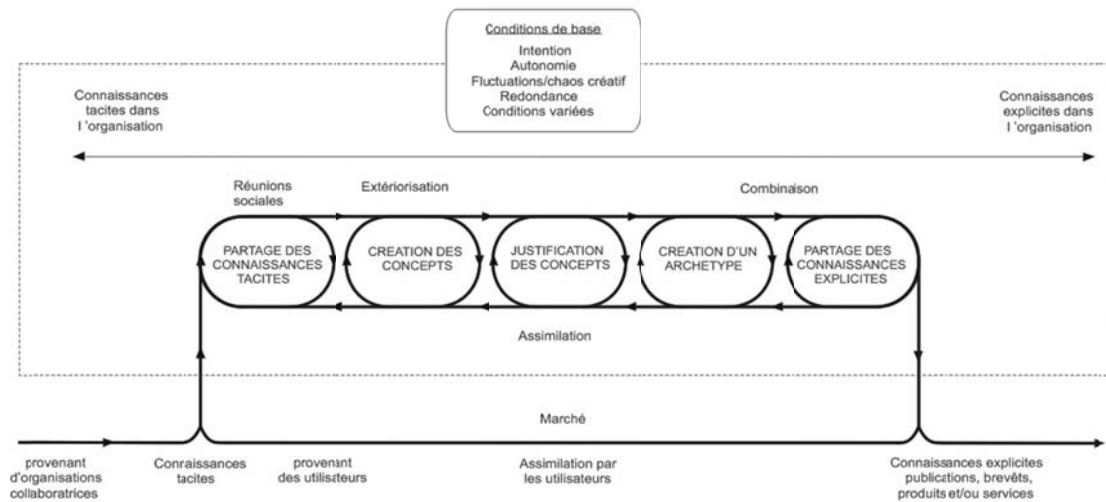 Conditions de base
Intention
Autonomie
Fluctuations/chaos créatif
Redondance
Conditions variées
Connaissances
tacites dans
l 'organisation
Connaissances
explicites dans
l 'organisation
Réunions
sociales
Extériorisation
Combinaison
PARTAGE DES
CONNAISSANCES
TACITES
CREATION DES
CONCEPTS
JUSTIFICATION
DES CONCEPTS
CREATION D'UN
ARCHETYPE
PARTAGE DES
CONNAISSANCES
EXPLICITES
Assimilation
Marché
provenant
d'organisations
collaboratrices
Connaissances
tacites
provenant
des utilisateurs
Assimilation par
les utilisateurs
Connaissances explicites
publications, brevêts,
produits et/ou services